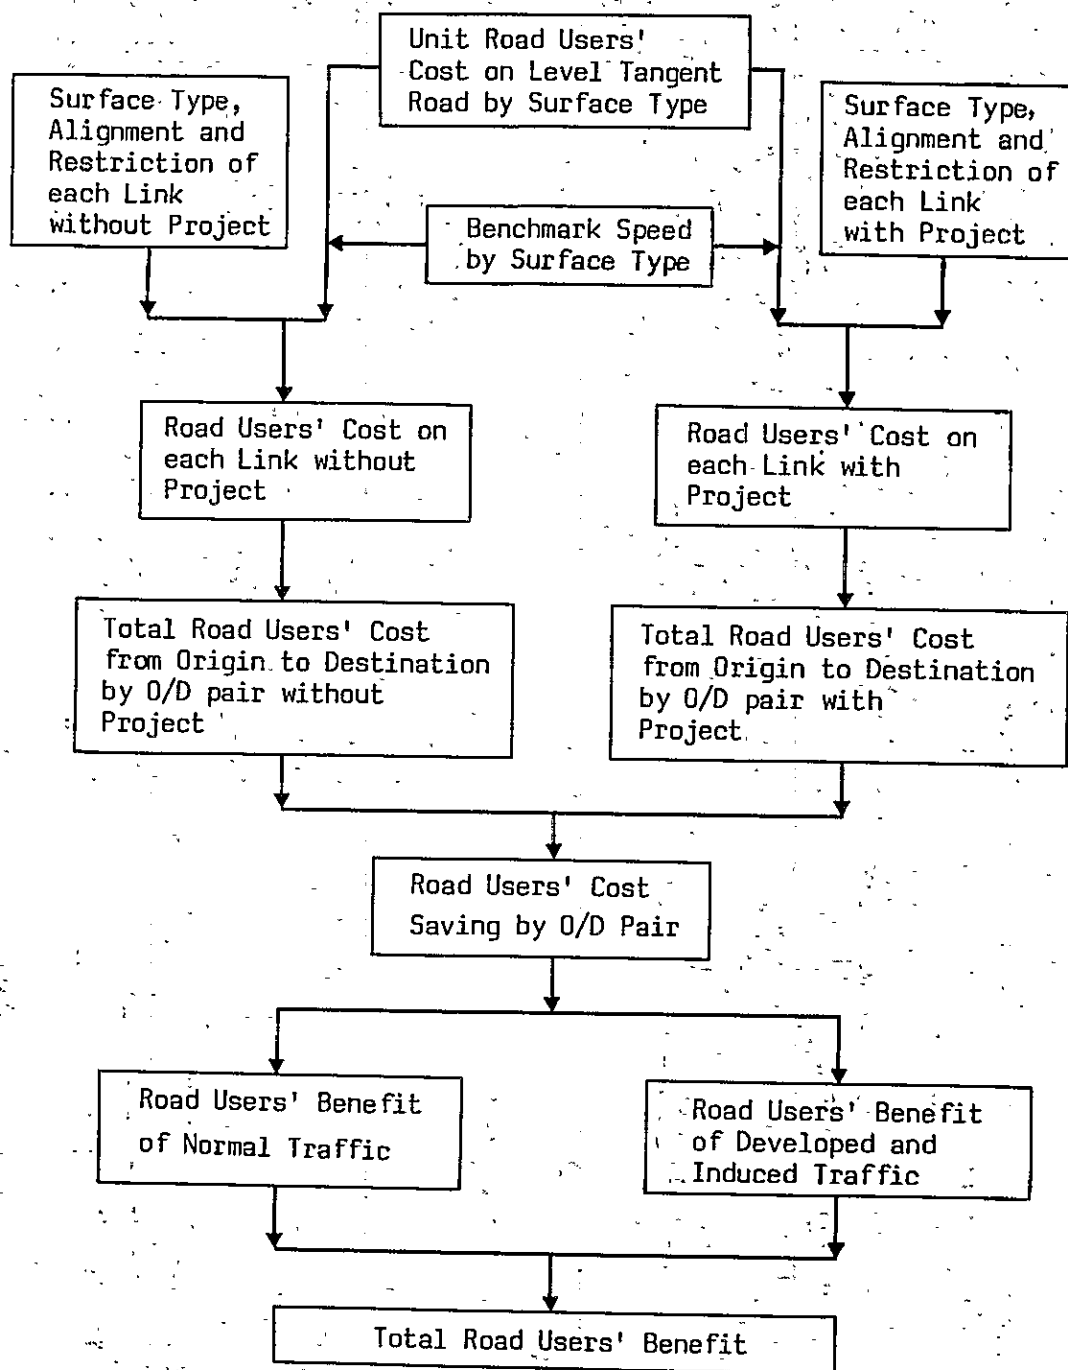 Unit Road Users'
Cost on Level Tangent
Road by Surface Type
Surface Type,
Alignment and
Restriction of
each Link
without Project
Surface Type,
Alignment and
Restriction of
each Link
with Project
Benchmark Speed
by Surface Type
Road Users' Cost on
each Link without
Project
Road Users' Cost on
each Link with
Project
Total Road Users' Cost
from Origin to Destination
by O/D pair without
Project
Total Road Users' Cost
from Origin to Destination
by O/D pair with
Project
Road Users' Cost
Saving by O/D Pair
Road Users' Benefit
of Normal Traffic
Road Users' Benefit
of Developed and
Induced Traffic
Total Road Users' Benefit